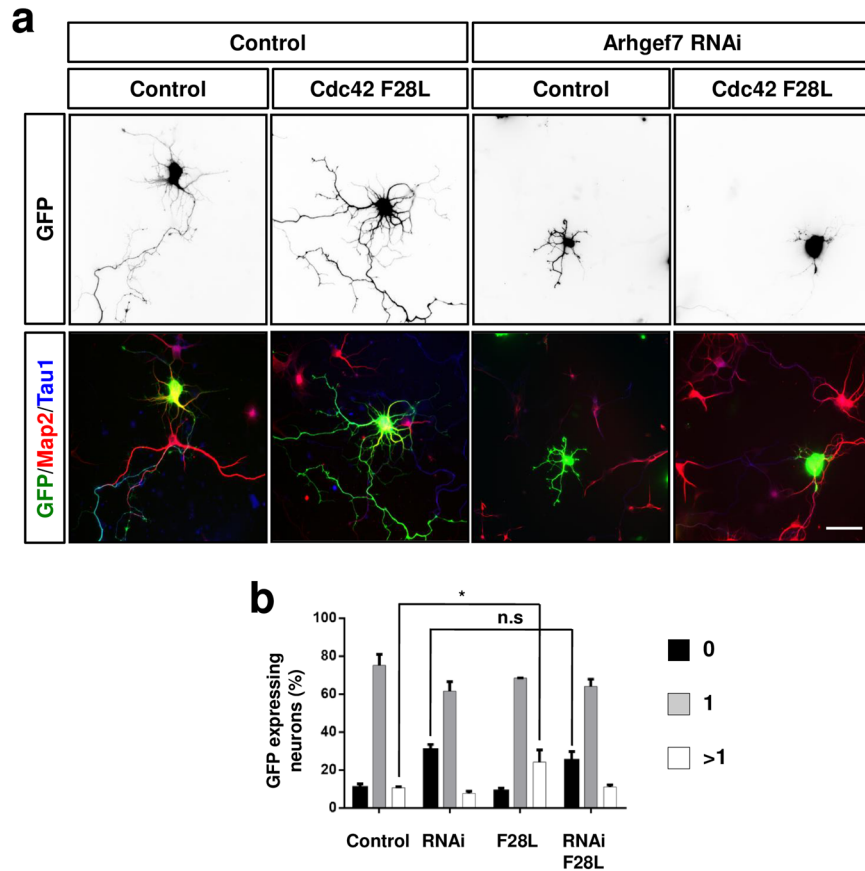 a
Control
Arhgef7 RNAi
Control
Cdc42 F28L
Control
Cdc42 F28L
GFP
GFP/Map2/Tau1
b
*
n.s
100
80
60
40
20
0
GFP expressing
neurons (%)
Control
RNAi
F28L
RNAi
F28L
0
1
>1